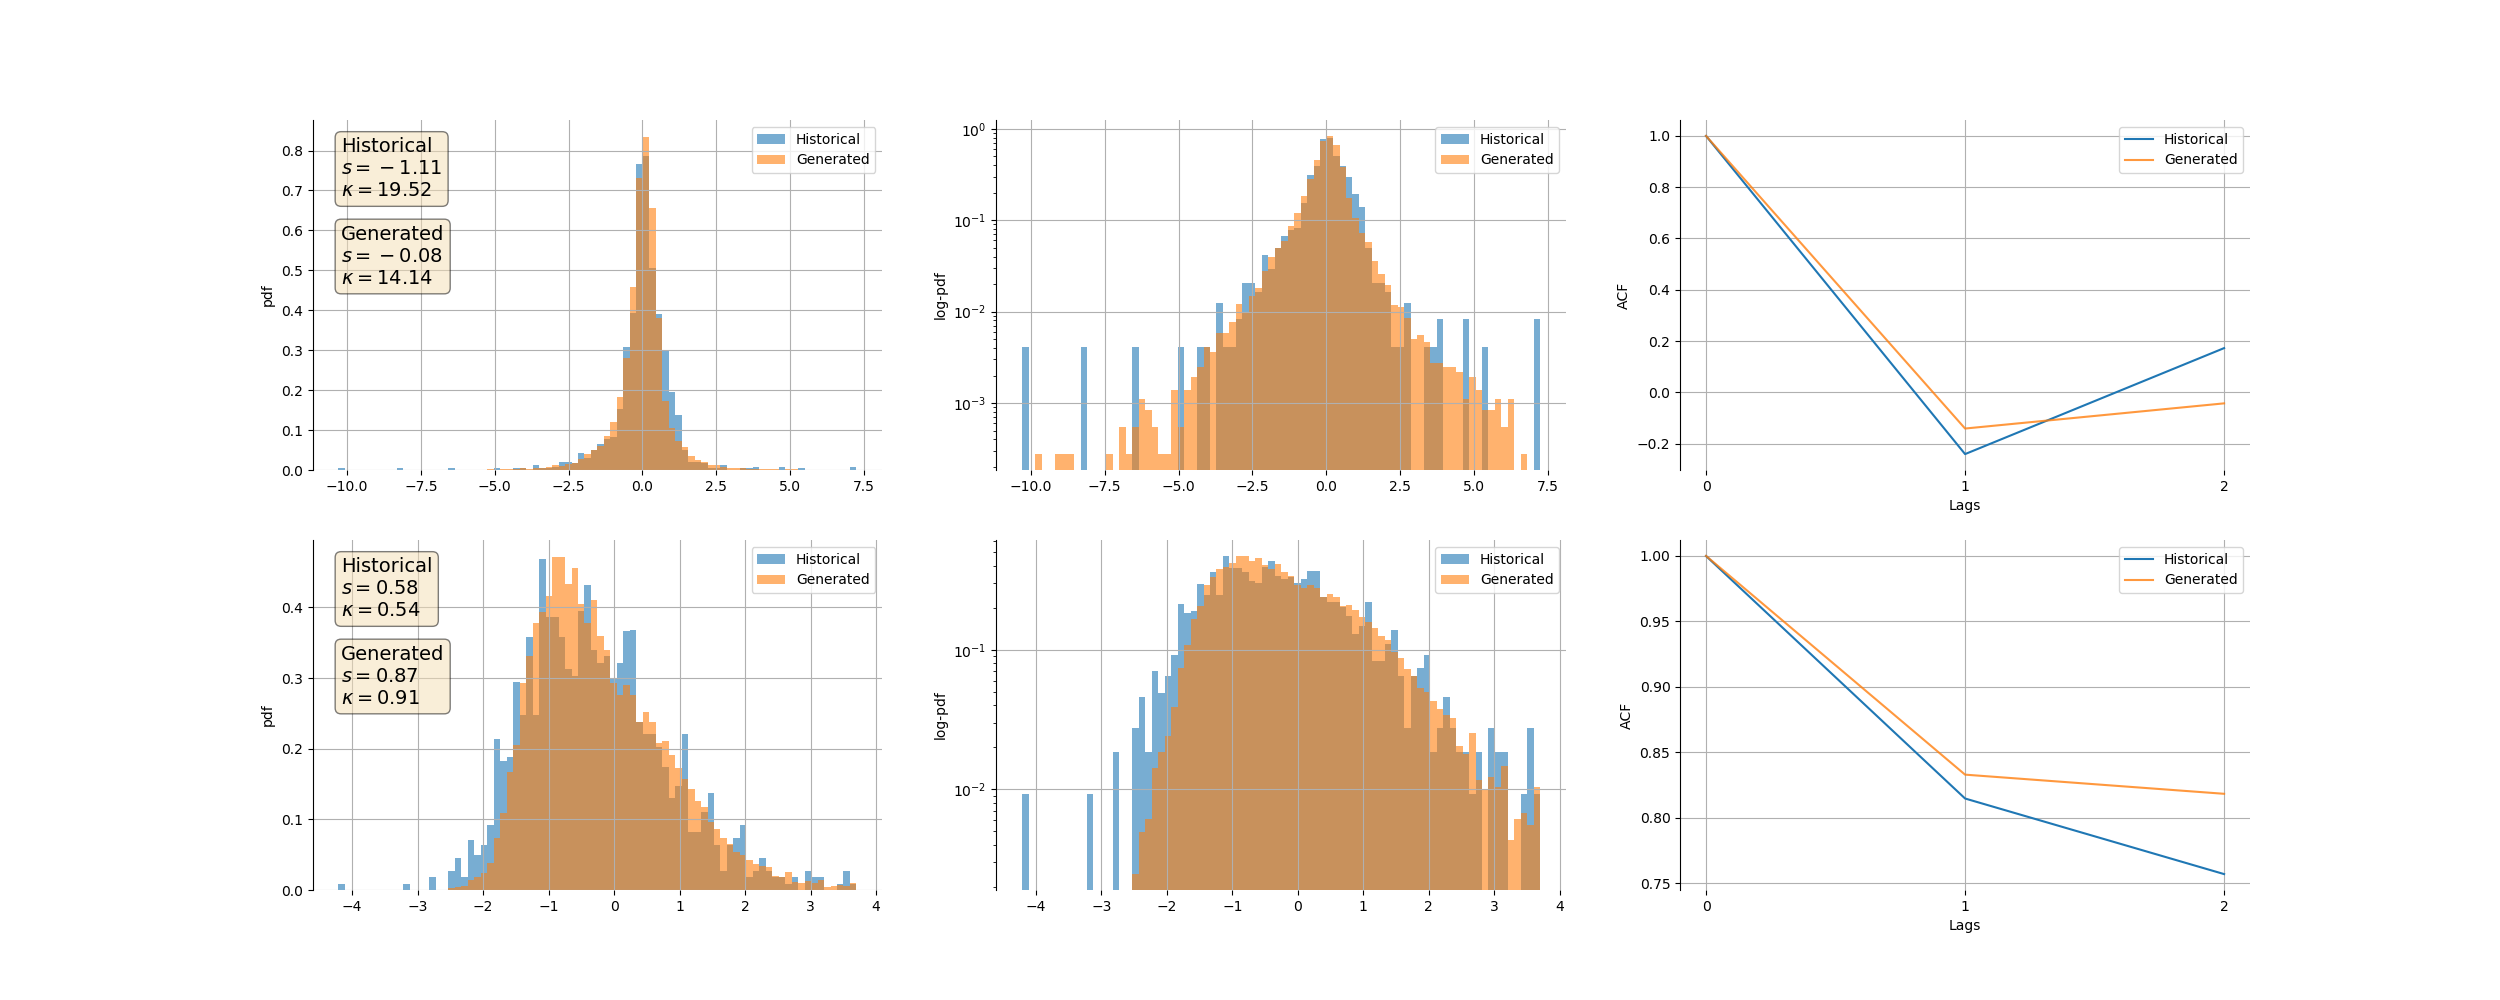 Historical
s = −1.11
κ = 19.52
Generated
s = −0.08
κ = 14.14
Historical
Generated
pdf
0.8
0.7
0.6
0.5
0.4
0.3
0.2
0.1
0.0
−10.0 −7.5 −5.0 −2.5 0.0 2.5 5.0 7.5
Historical
Generated
log-pdf
10⁰
10⁻¹
10⁻²
10⁻³
−10.0 −7.5 −5.0 −2.5 0.0 2.5 5.0 7.5
Historical
Generated
ACF
1.0
0.8
0.6
0.4
0.2
0.0
−0.2
0 1 2
Lags
Historical
s = 0.58
κ = 0.54
Generated
s = 0.87
κ = 0.91
Historical
Generated
pdf
0.4
0.3
0.2
0.1
0.0
−4 −3 −2 −1 0 1 2 3 4
Historical
Generated
log-pdf
10⁻¹
10⁻²
−4 −3 −2 −1 0 1 2 3 4
Historical
Generated
ACF
1.00
0.95
0.90
0.85
0.80
0.75
0 1 2
Lags